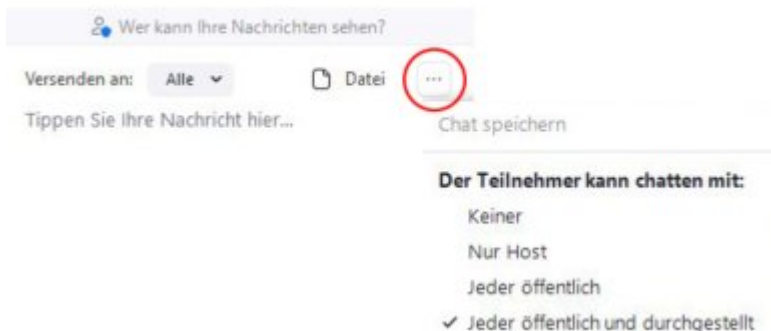 Wer kann Ihre Nachrichten sehen?
Versenden an: Alle Datei ...
Tippen Sie Ihre Nachricht hier...
Chat speichern
Der Teilnehmer kann chatten mit:
Keiner
Nur Host
Jeder öffentlich
✓ Jeder öffentlich und durchgestellt